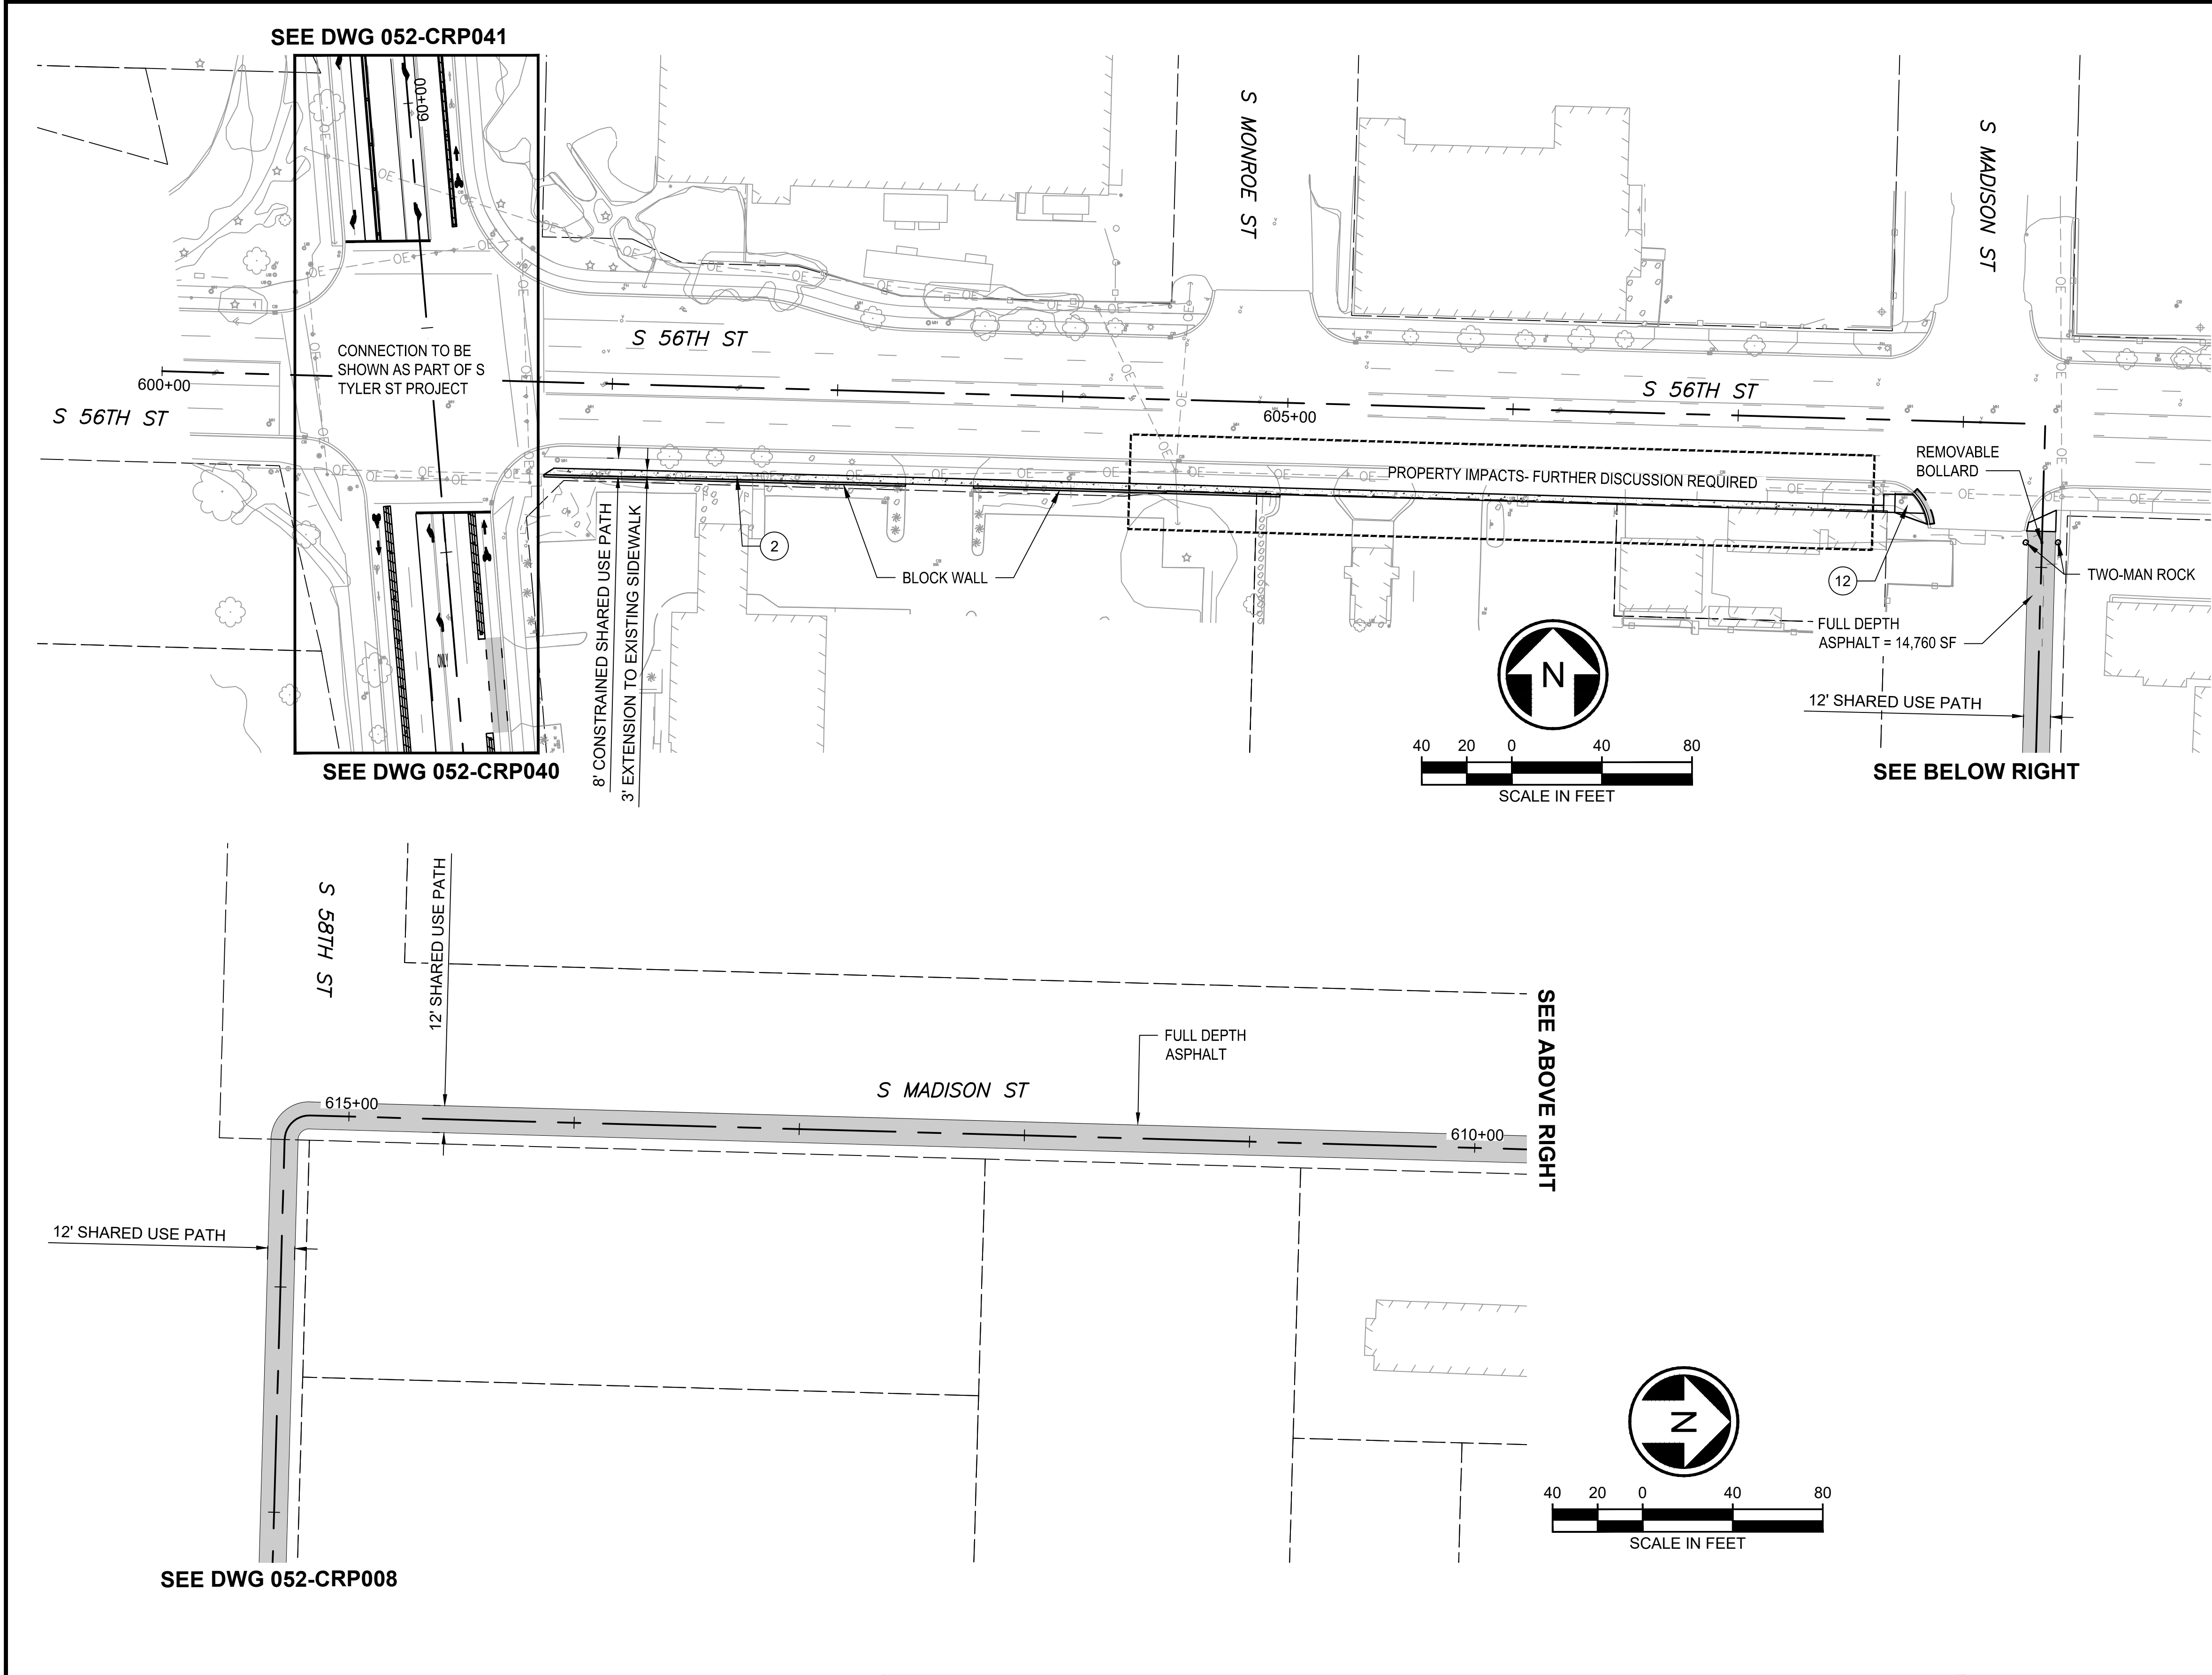 SEE DWG 052-CRP041
60+00
S MONROE ST
S MADISON ST
S 56TH ST
CONNECTION TO BE
SHOWN AS PART OF S
TYLER ST PROJECT
600+00
S 56TH ST
S 56TH ST
605+00
REMOVABLE
BOLLARD
PROPERTY IMPACTS- FURTHER DISCUSSION REQUIRED
8' CONSTRAINED SHARED USE PATH
3' EXTENSION TO EXISTING SIDEWALK
2
BLOCK WALL
12
TWO-MAN ROCK
FULL DEPTH
ASPHALT = 14,760 SF
ONLY
N
12' SHARED USE PATH
40 20 0 40 80
SCALE IN FEET
SEE DWG 052-CRP040
SEE BELOW RIGHT
OE OE OE OE
S 58TH ST
12' SHARED USE PATH
SEE ABOVE RIGHT
FULL DEPTH
ASPHALT
S MADISON ST
615+00
610+00
12' SHARED USE PATH
N
40 20 0 40 80
SCALE IN FEET
SEE DWG 052-CRP008